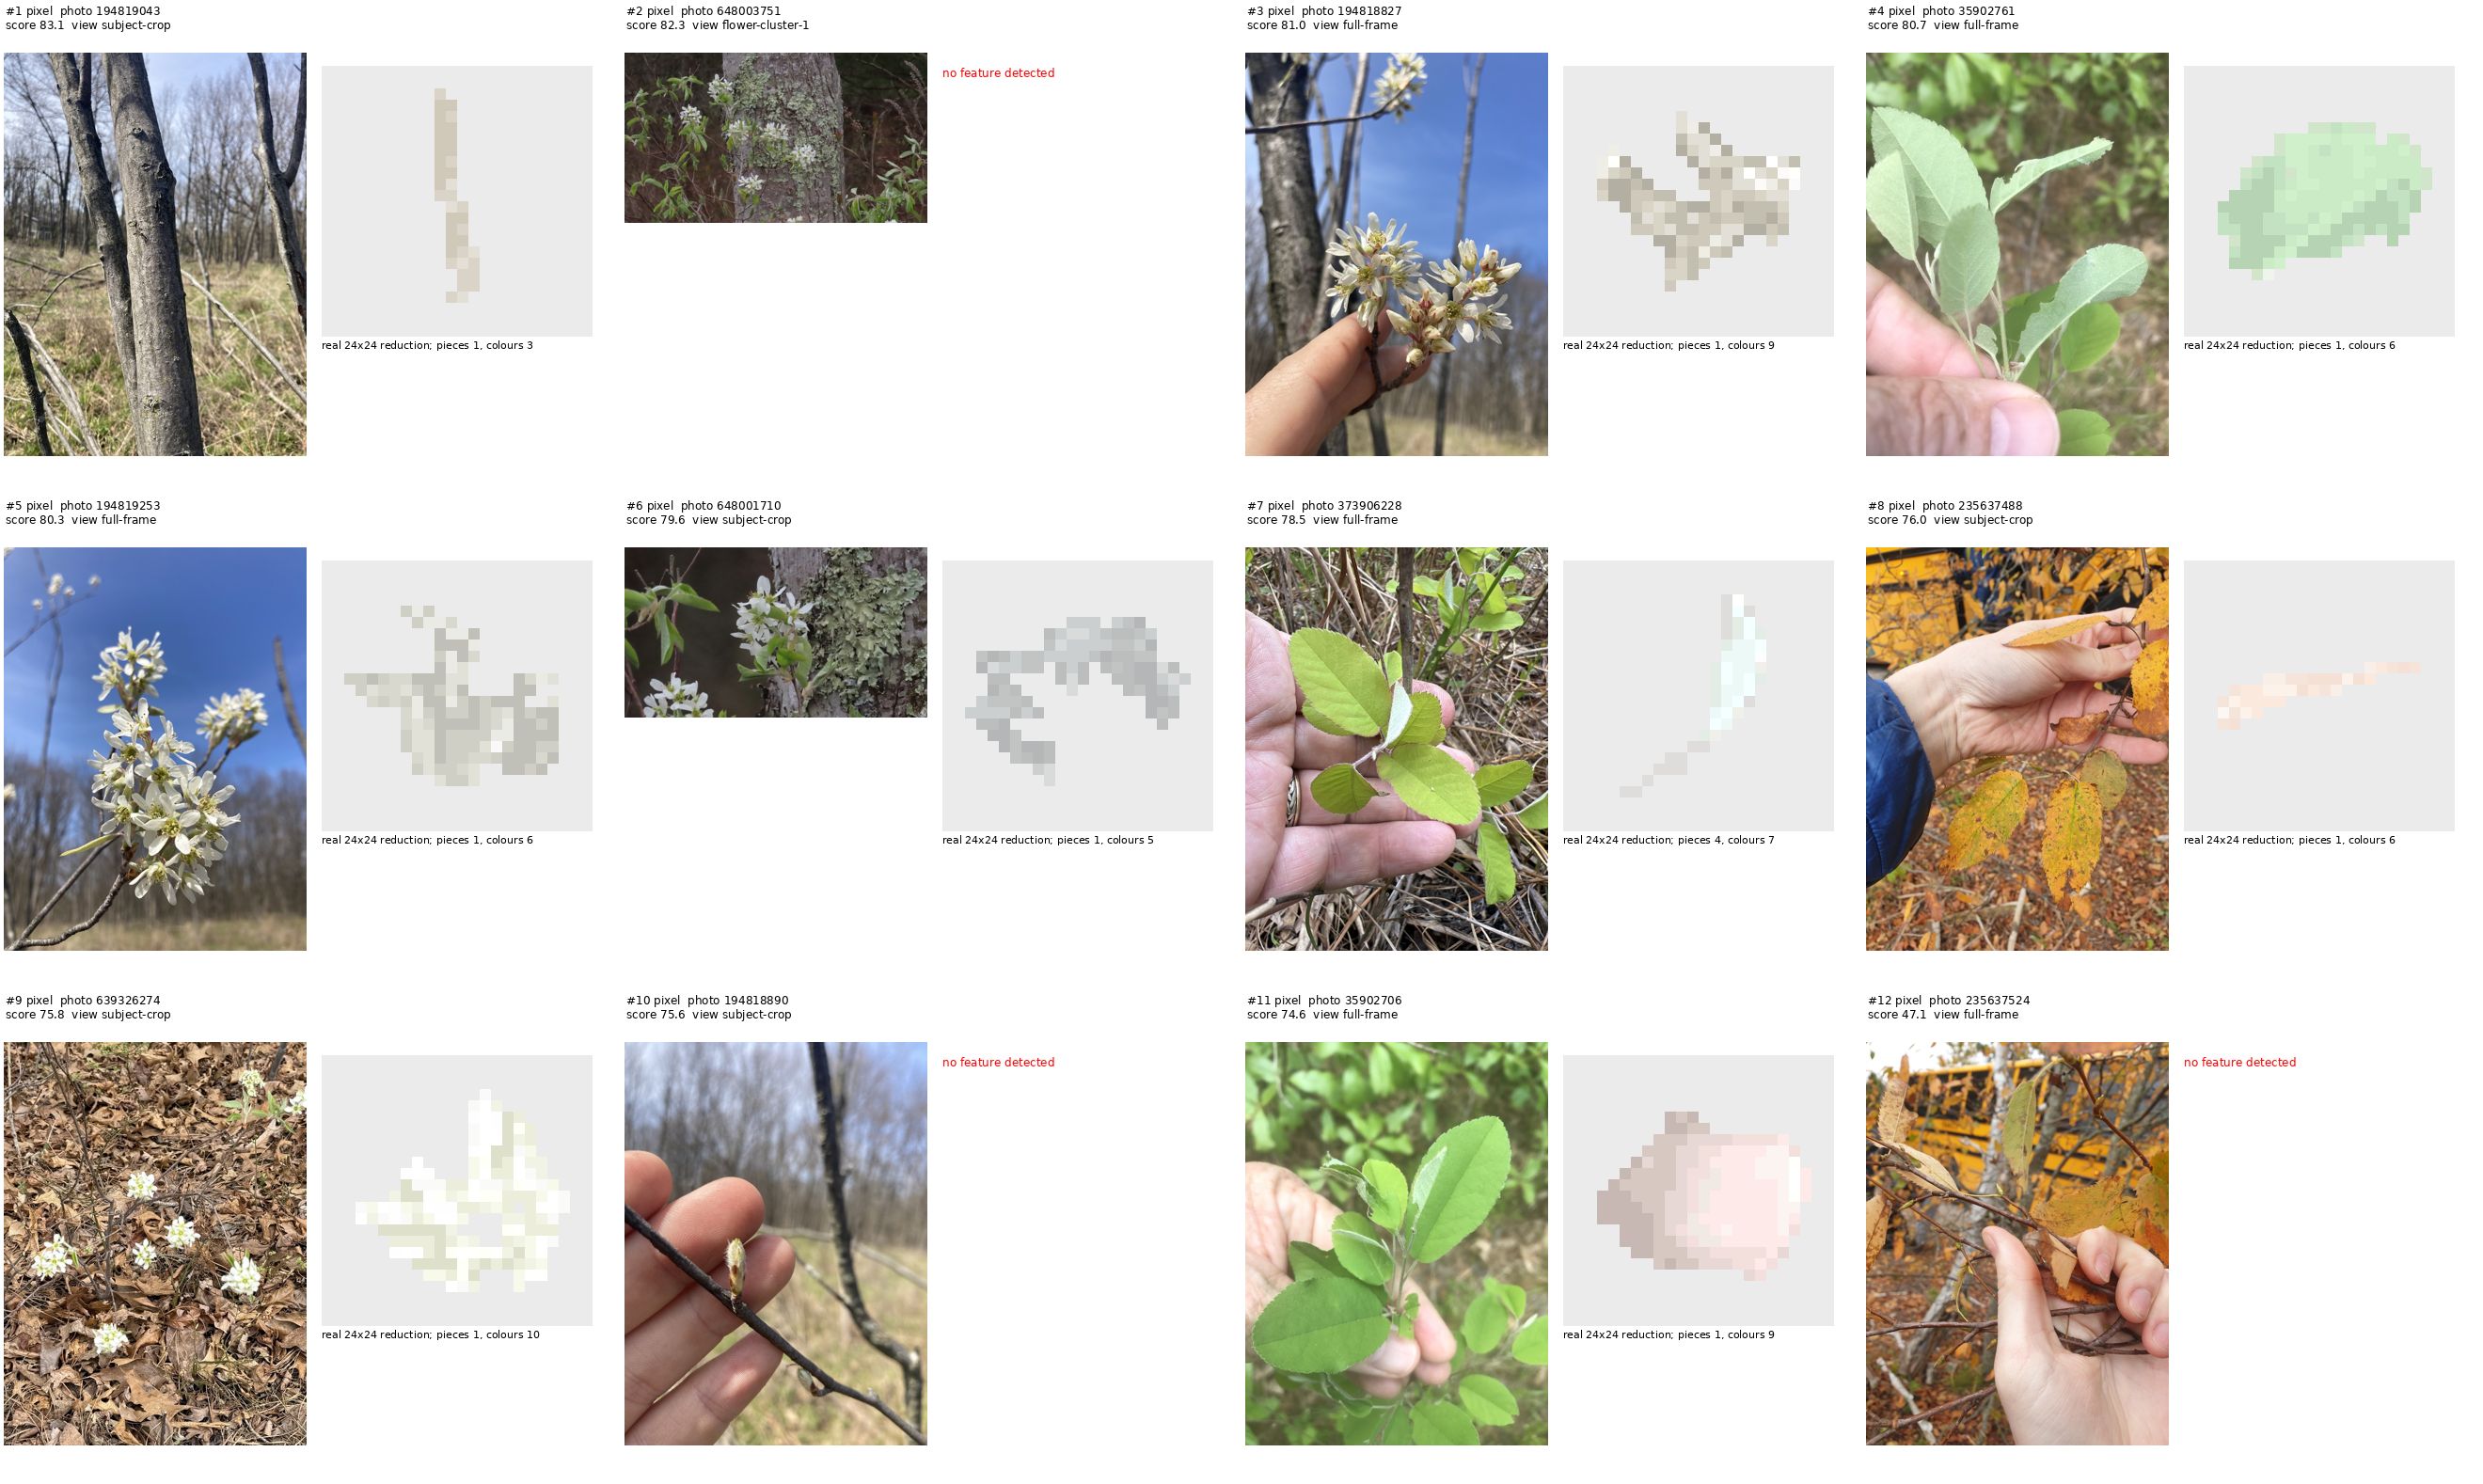 #1 pixel  photo 194819043
score 83.1  view subject-crop
real 24x24 reduction; pieces 1, colours 3
#2 pixel  photo 648003751
score 82.3  view flower-cluster-1
no feature detected
#3 pixel  photo 194818827
score 81.0  view full-frame
real 24x24 reduction; pieces 1, colours 9
#4 pixel  photo 35902761
score 80.7  view full-frame
real 24x24 reduction; pieces 1, colours 6
#5 pixel  photo 194819253
score 80.3  view full-frame
real 24x24 reduction; pieces 1, colours 6
#6 pixel  photo 648001710
score 79.6  view subject-crop
real 24x24 reduction; pieces 1, colours 5
#7 pixel  photo 373906228
score 78.5  view full-frame
real 24x24 reduction; pieces 4, colours 7
#8 pixel  photo 235637488
score 76.0  view subject-crop
real 24x24 reduction; pieces 1, colours 6
#9 pixel  photo 639326274
score 75.8  view subject-crop
real 24x24 reduction; pieces 1, colours 10
#10 pixel  photo 194818890
score 75.6  view subject-crop
no feature detected
#11 pixel  photo 35902706
score 74.6  view full-frame
real 24x24 reduction; pieces 1, colours 9
#12 pixel  photo 235637524
score 47.1  view full-frame
no feature detected